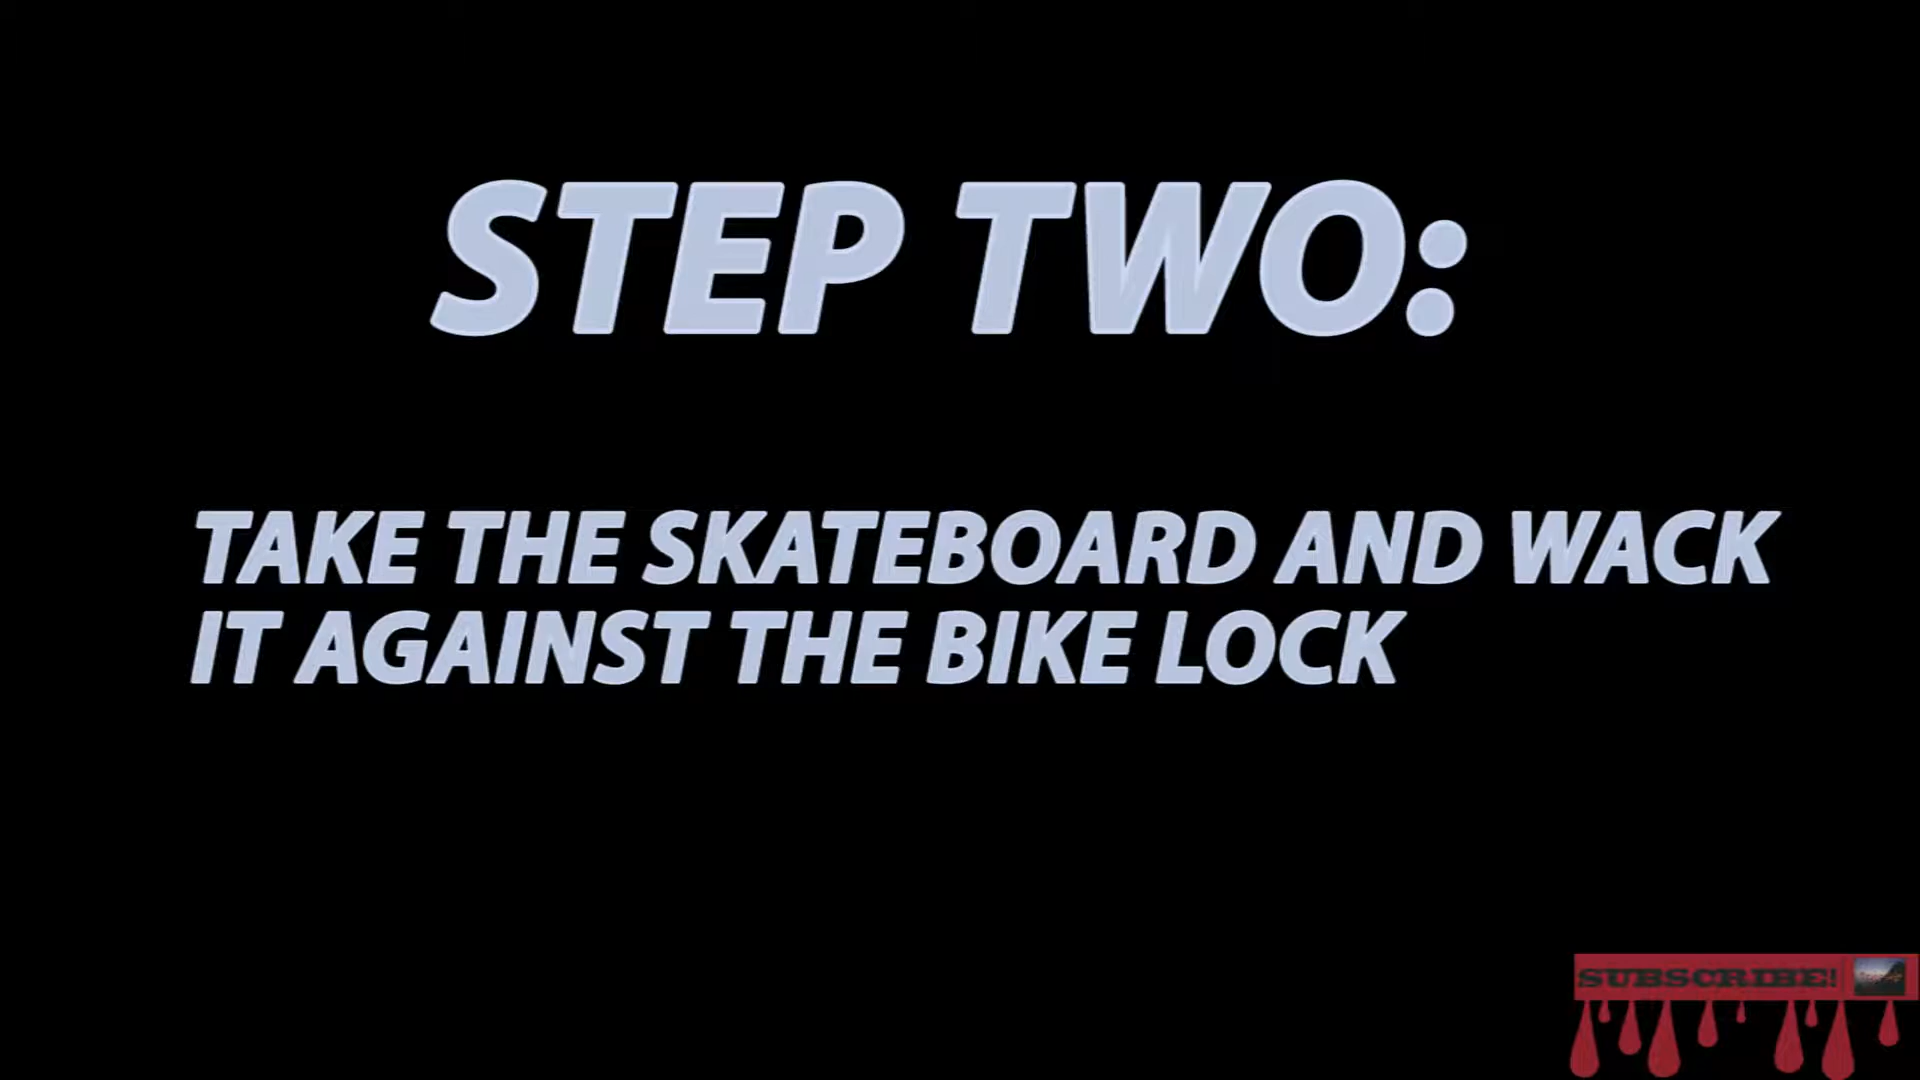 STEP TWO:
TAKE THE SKATEBOARD AND WACK
IT AGAINST THE BIKE LOCK
SUBSCRIBE!